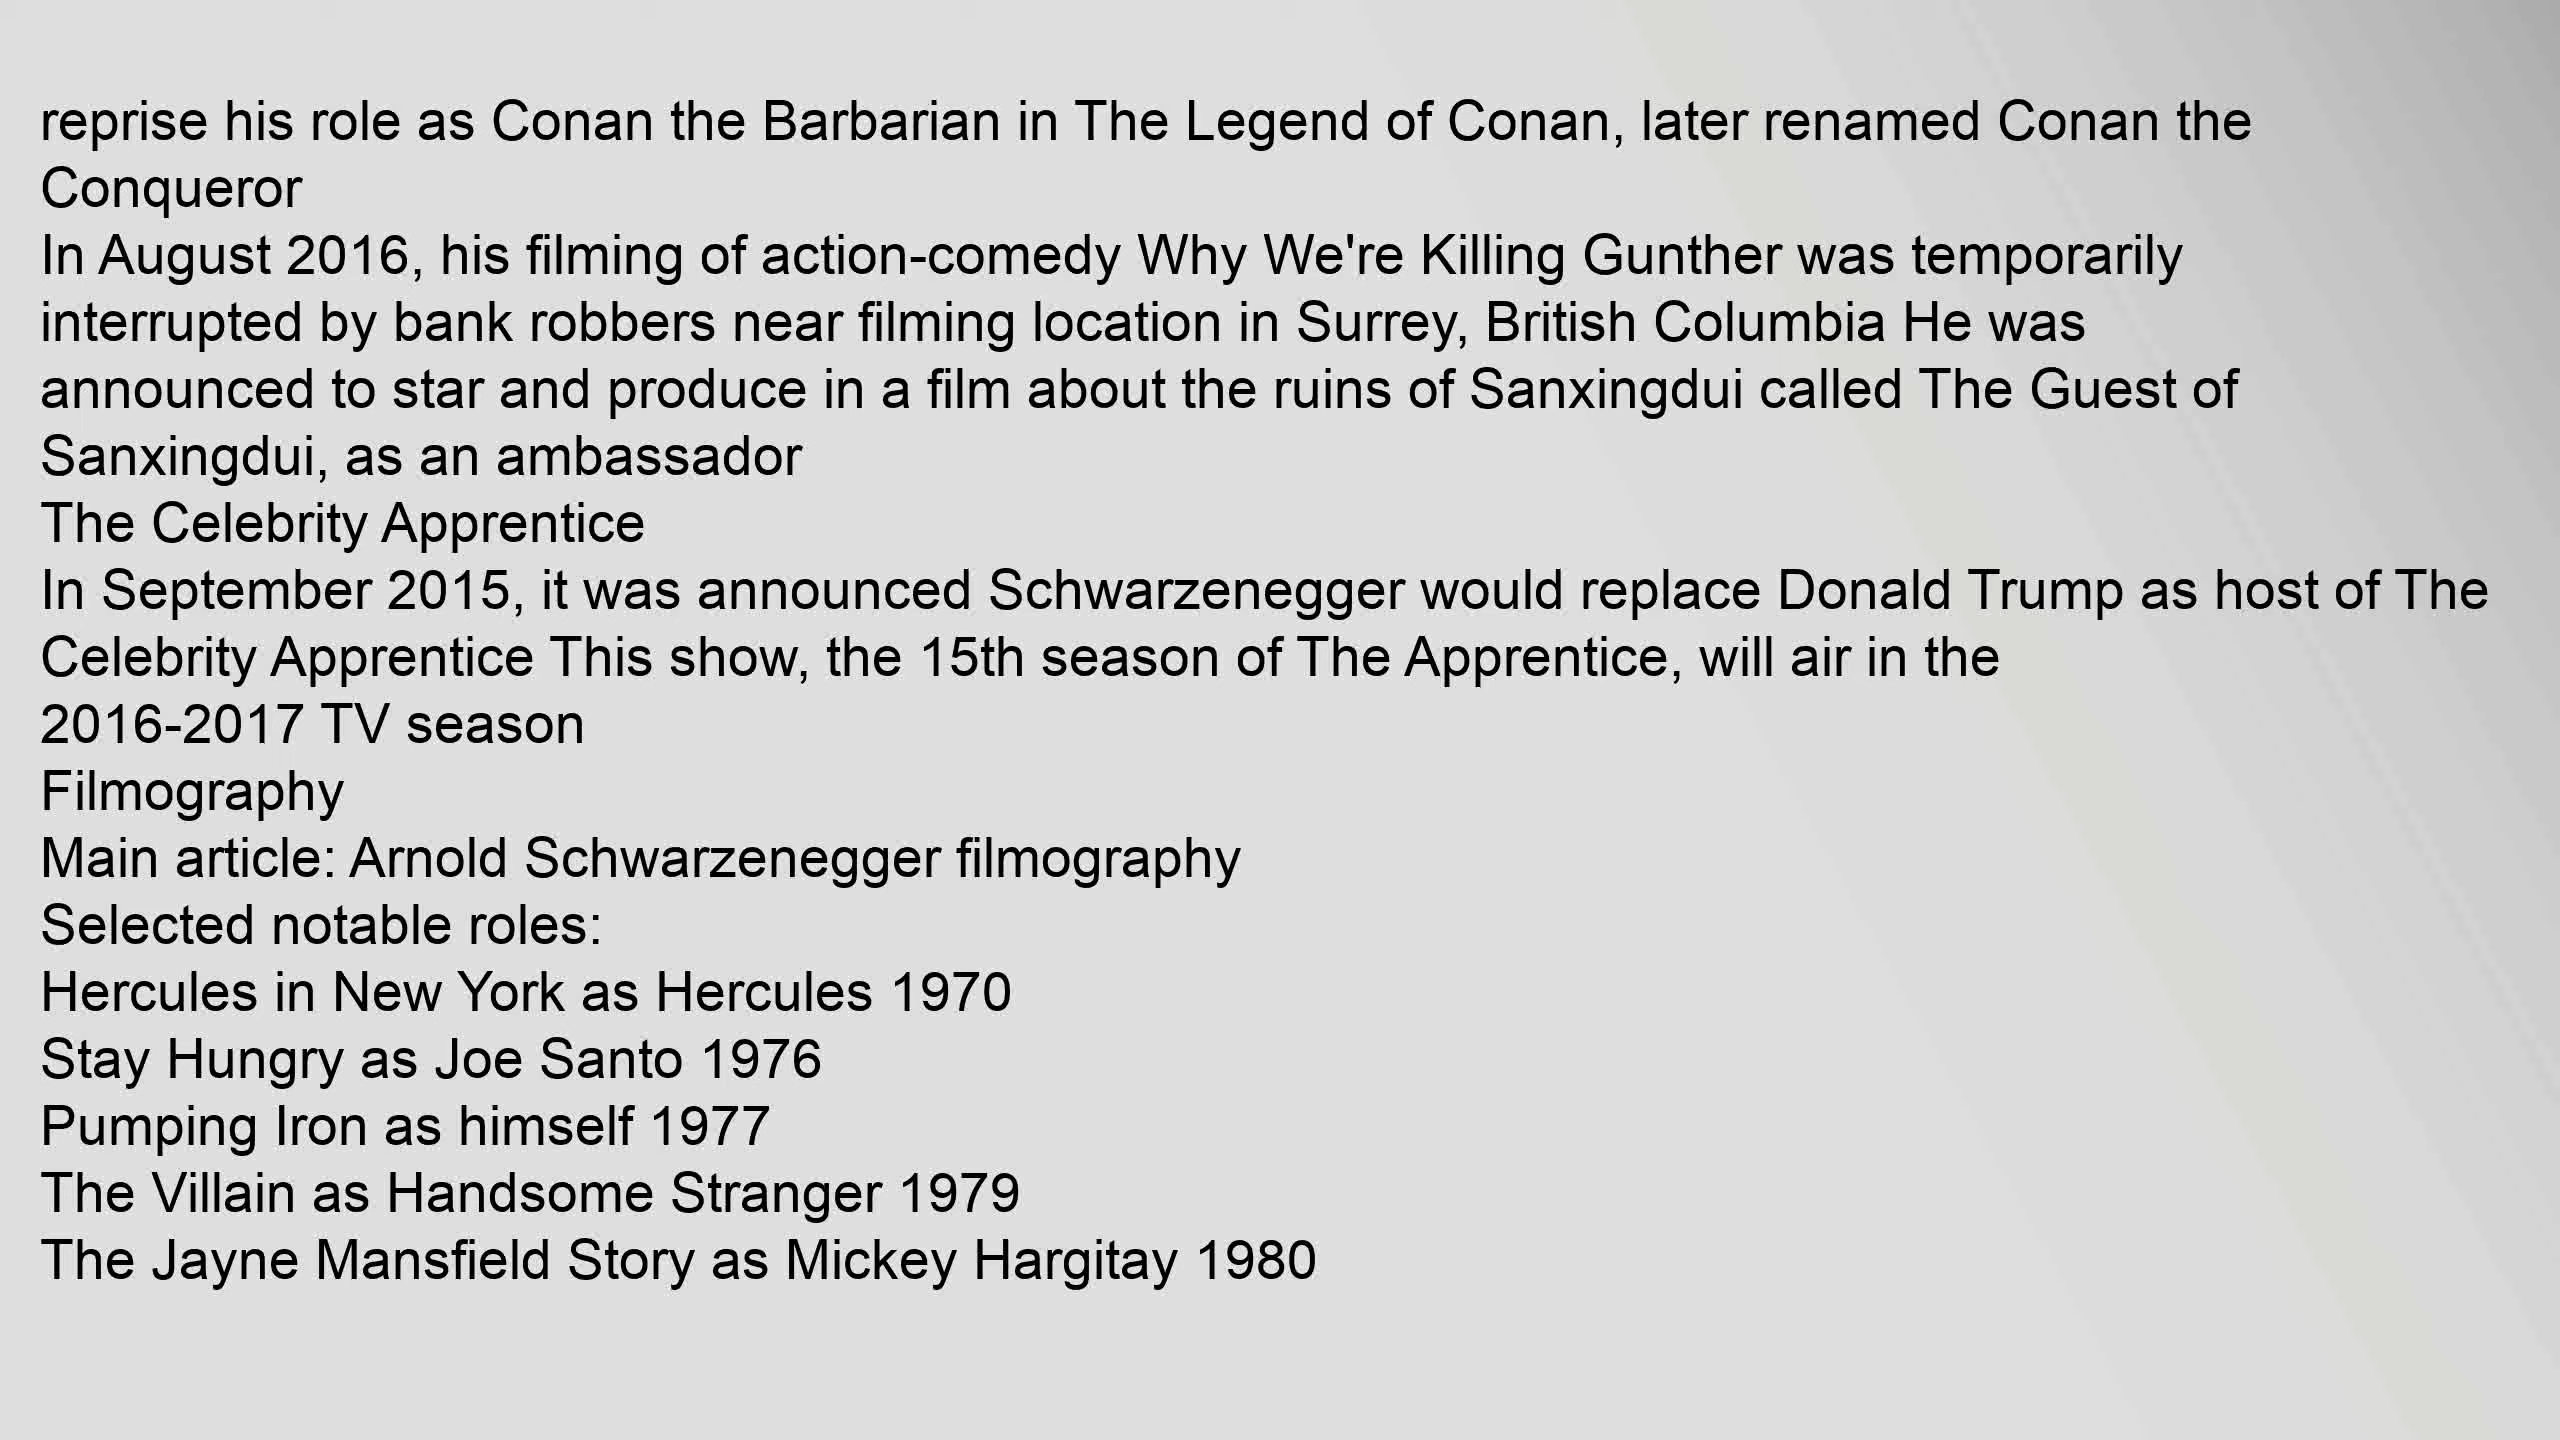 reprise his role as Conan the Barbarian in The Legend of Conan, later renamed Conan the
Conqueror
In August 2016, his filming of action-comedy Why We're Killing Gunther was temporarily
interrupted by bank robbers near filming location in Surrey, British Columbia He was
announced to star and produce in a film about the ruins of Sanxingdui called The Guest of
Sanxingdui, as an ambassador
The Celebrity Apprentice
In September 2015, it was announced Schwarzenegger would replace Donald Trump as host of The
Celebrity Apprentice This show, the 15th season of The Apprentice, will air in the
2016-2017 TV season
Filmography
Main article: Arnold Schwarzenegger filmography
Selected notable roles:
Hercules in New York as Hercules 1970
Stay Hungry as Joe Santo 1976
Pumping Iron as himself 1977
The Villain as Handsome Stranger 1979
The Jayne Mansfield Story as Mickey Hargitay 1980